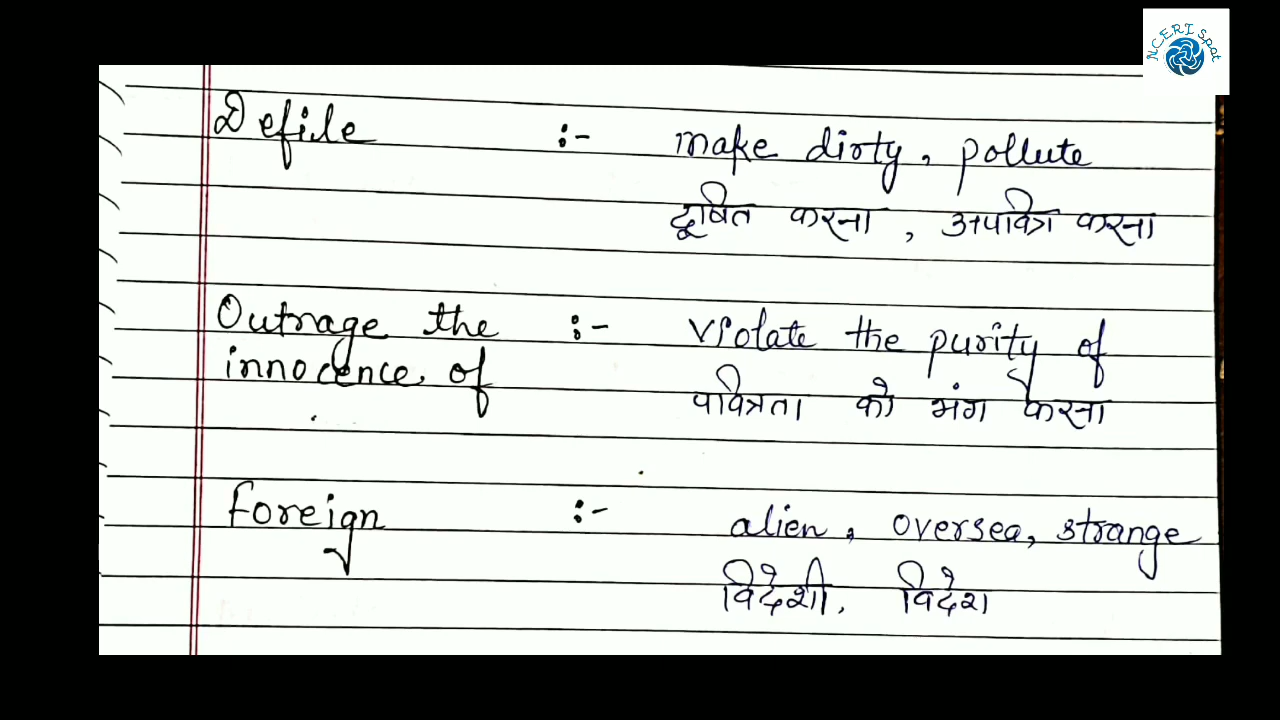 NCERT Spot
Defile :- make dirty, pollute
दूषित करना, अपवित्र करना
Outrage the :- violate the purity of
innocence of
पवित्रता को भंग करना
Foreign :- alien, oversea, strange
विदेशी, विदेश